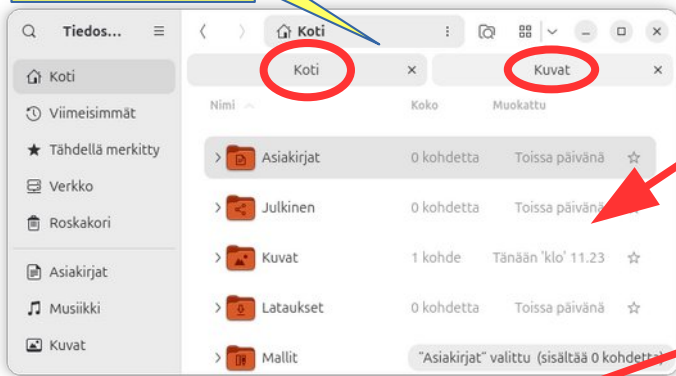 Tiedos...
Koti
Koti
Kuvat
Koti
Viimeisimmät
Tähdellä merkitty
Verkko
Roskakori
Asiakirjat
Musiikki
Kuvat
Nimi Koko Muokattu
Asiakirjat 0 kohdetta Toissa päivänä
Julkinen 0 kohdetta Toissa päivänä
Kuvat 1 kohde Tänään 'klo' 11.23
Lataukset 0 kohdetta Toissa päivänä
Mallit
"Asiakirjat" valittu (sisältää 0 kohdetta)